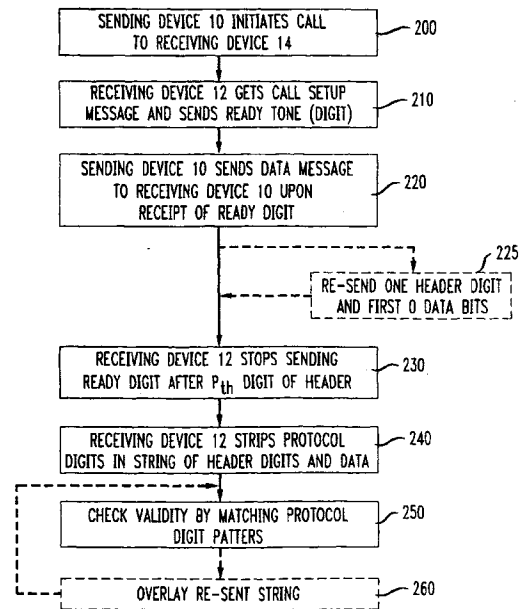 SENDING DEVICE 10 INITIATES CALL
TO RECEIVING DEVICE 14
200
RECEIVING DEVICE 12 GETS CALL SETUP
MESSAGE AND SENDS READY TONE (DIGIT)
210
SENDING DEVICE 10 SENDS DATA MESSAGE
TO RECEIVING DEVICE 10 UPON
RECEIPT OF READY DIGIT
220
225
RE-SEND ONE HEADER DIGIT
AND FIRST O DATA BITS
RECEIVING DEVICE 12 STOPS SENDING
READY DIGIT AFTER Pth DIGIT OF HEADER
230
RECEIVING DEVICE 12 STRIPS PROTOCOL
DIGITS IN STRING OF HEADER DIGITS AND DATA
240
CHECK VALIDITY BY MATCHING PROTOCOL
DIGIT PATTERS
250
OVERLAY RE-SENT STRING
260